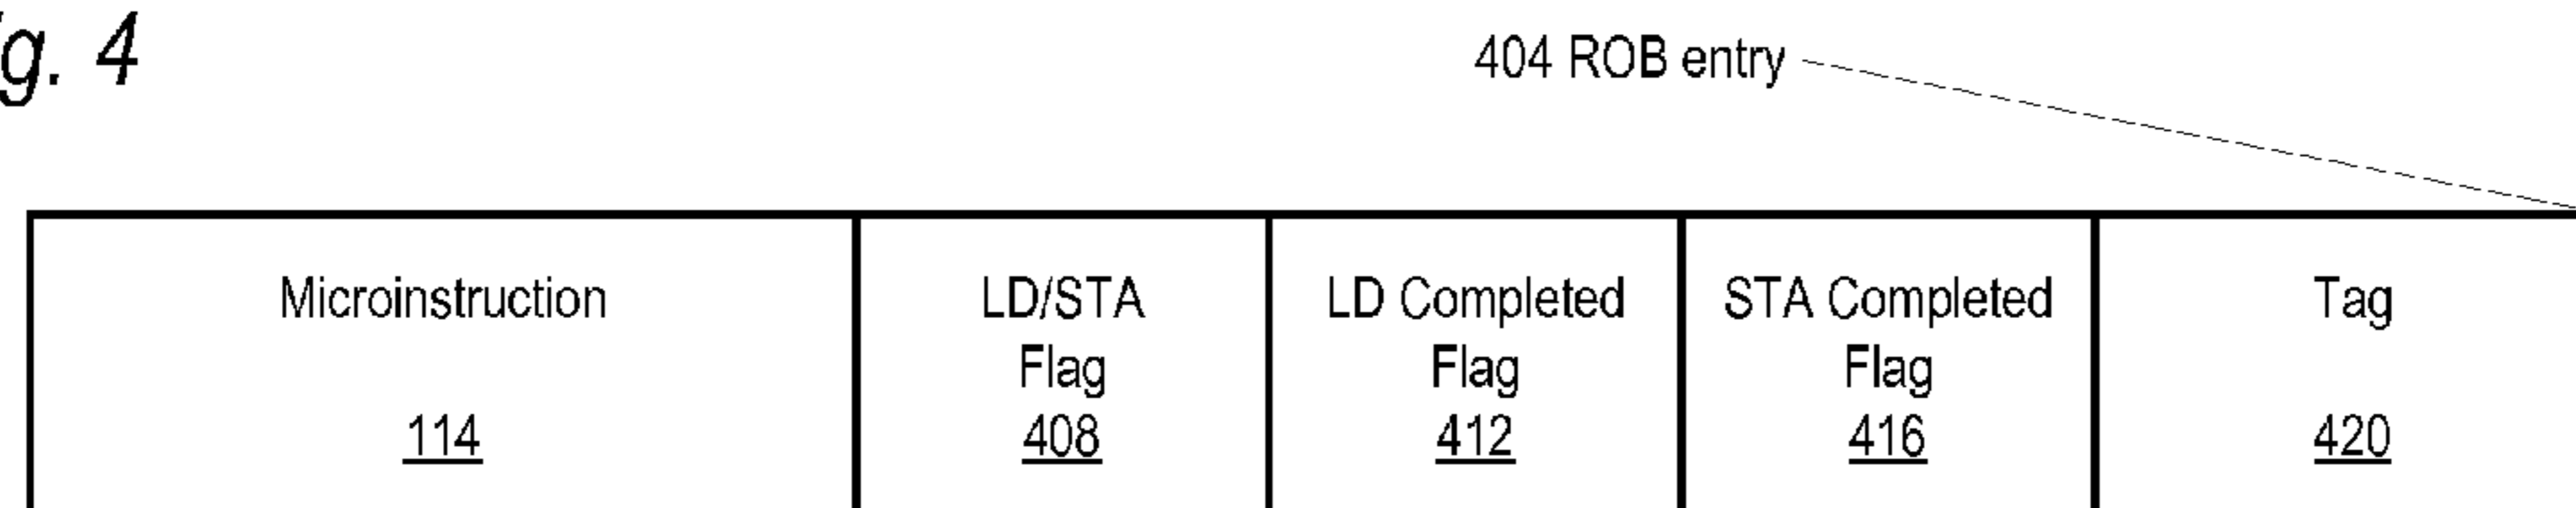 g. 4
404 ROB entry
Microinstruction
114
LD/STA
Flag
408
LD Completed
Flag
412
STA Completed
Flag
416
Tag
420